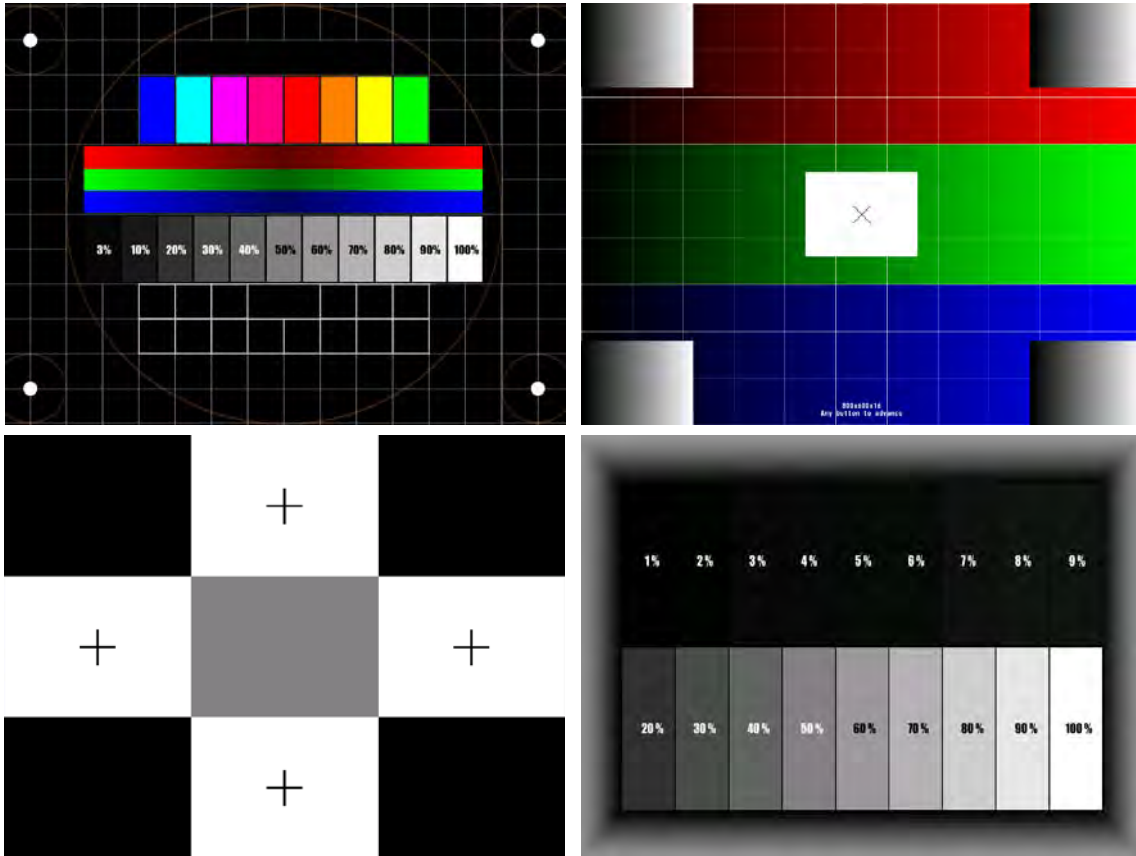 3% 10% 20% 30% 40% 50% 60% 70% 80% 90% 100%
800x600x16
Any button to advance
1% 2% 3% 4% 5% 6% 7% 8% 9%
20% 30% 40% 50% 60% 70% 80% 90% 100%